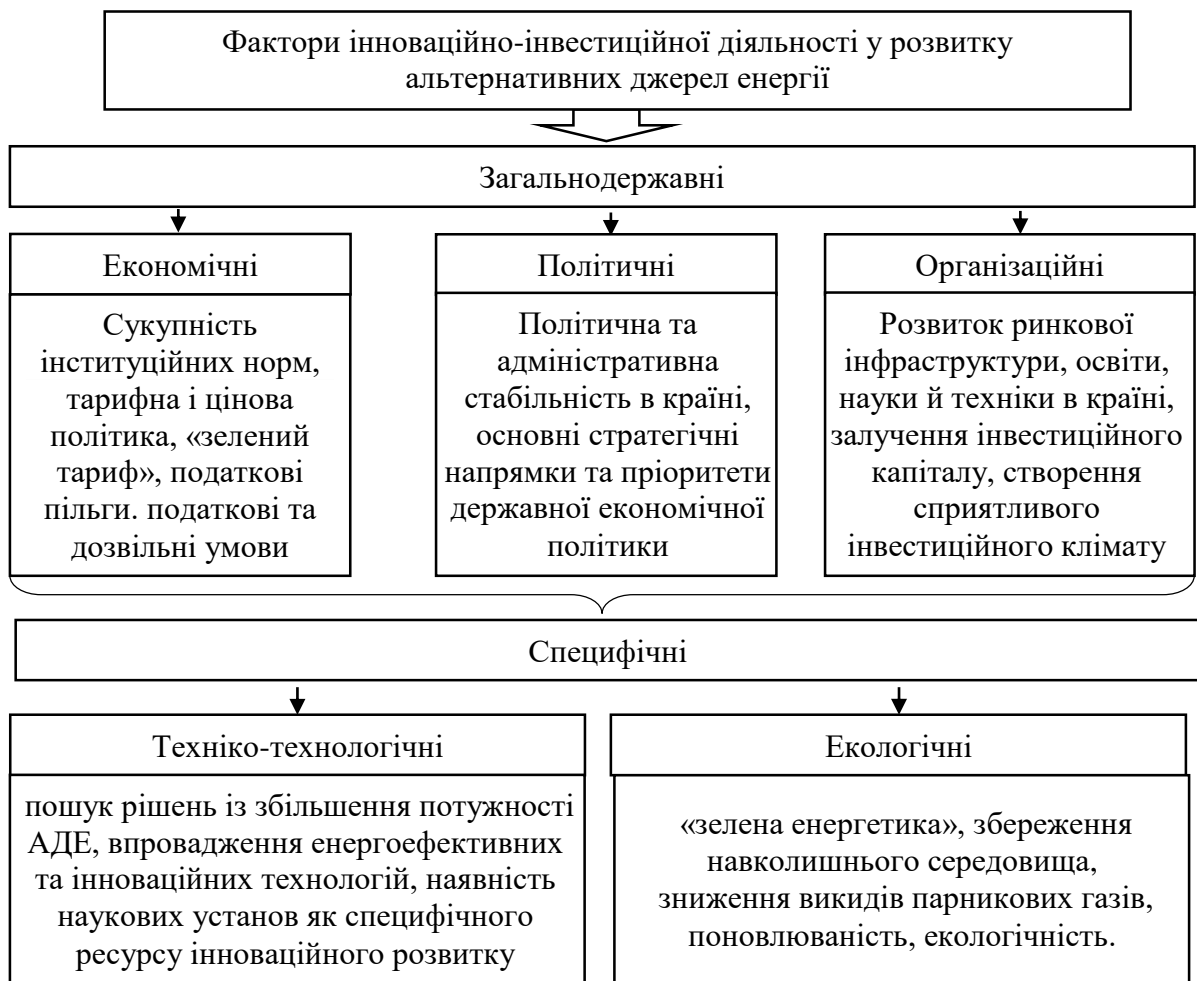 Фактори інноваційно-інвестиційної діяльності у розвитку
альтернативних джерел енергії
Загальнодержавні
Економічні
Сукупність
інституційних норм,
тарифна і цінова
політика, «зелений
тариф», податкові
пільги. податкові та
дозвільні умови
Політичні
Політична та
адміністративна
стабільність в країні,
основні стратегічні
напрямки та пріоритети
державної економічної
політики
Організаційні
Розвиток ринкової
інфраструктури, освіти,
науки й техніки в країні,
залучення інвестиційного
капіталу, створення
сприятливого
інвестиційного клімату
Специфічні
Техніко-технологічні
пошук рішень із збільшення потужності
АДЕ, впровадження енергоефективних
та інноваційних технологій, наявність
наукових установ як специфічного
ресурсу інноваційного розвитку
Екологічні
«зелена енергетика», збереження
навколишнього середовища,
зниження викидів парникових газів,
поновлюваність, екологічність.